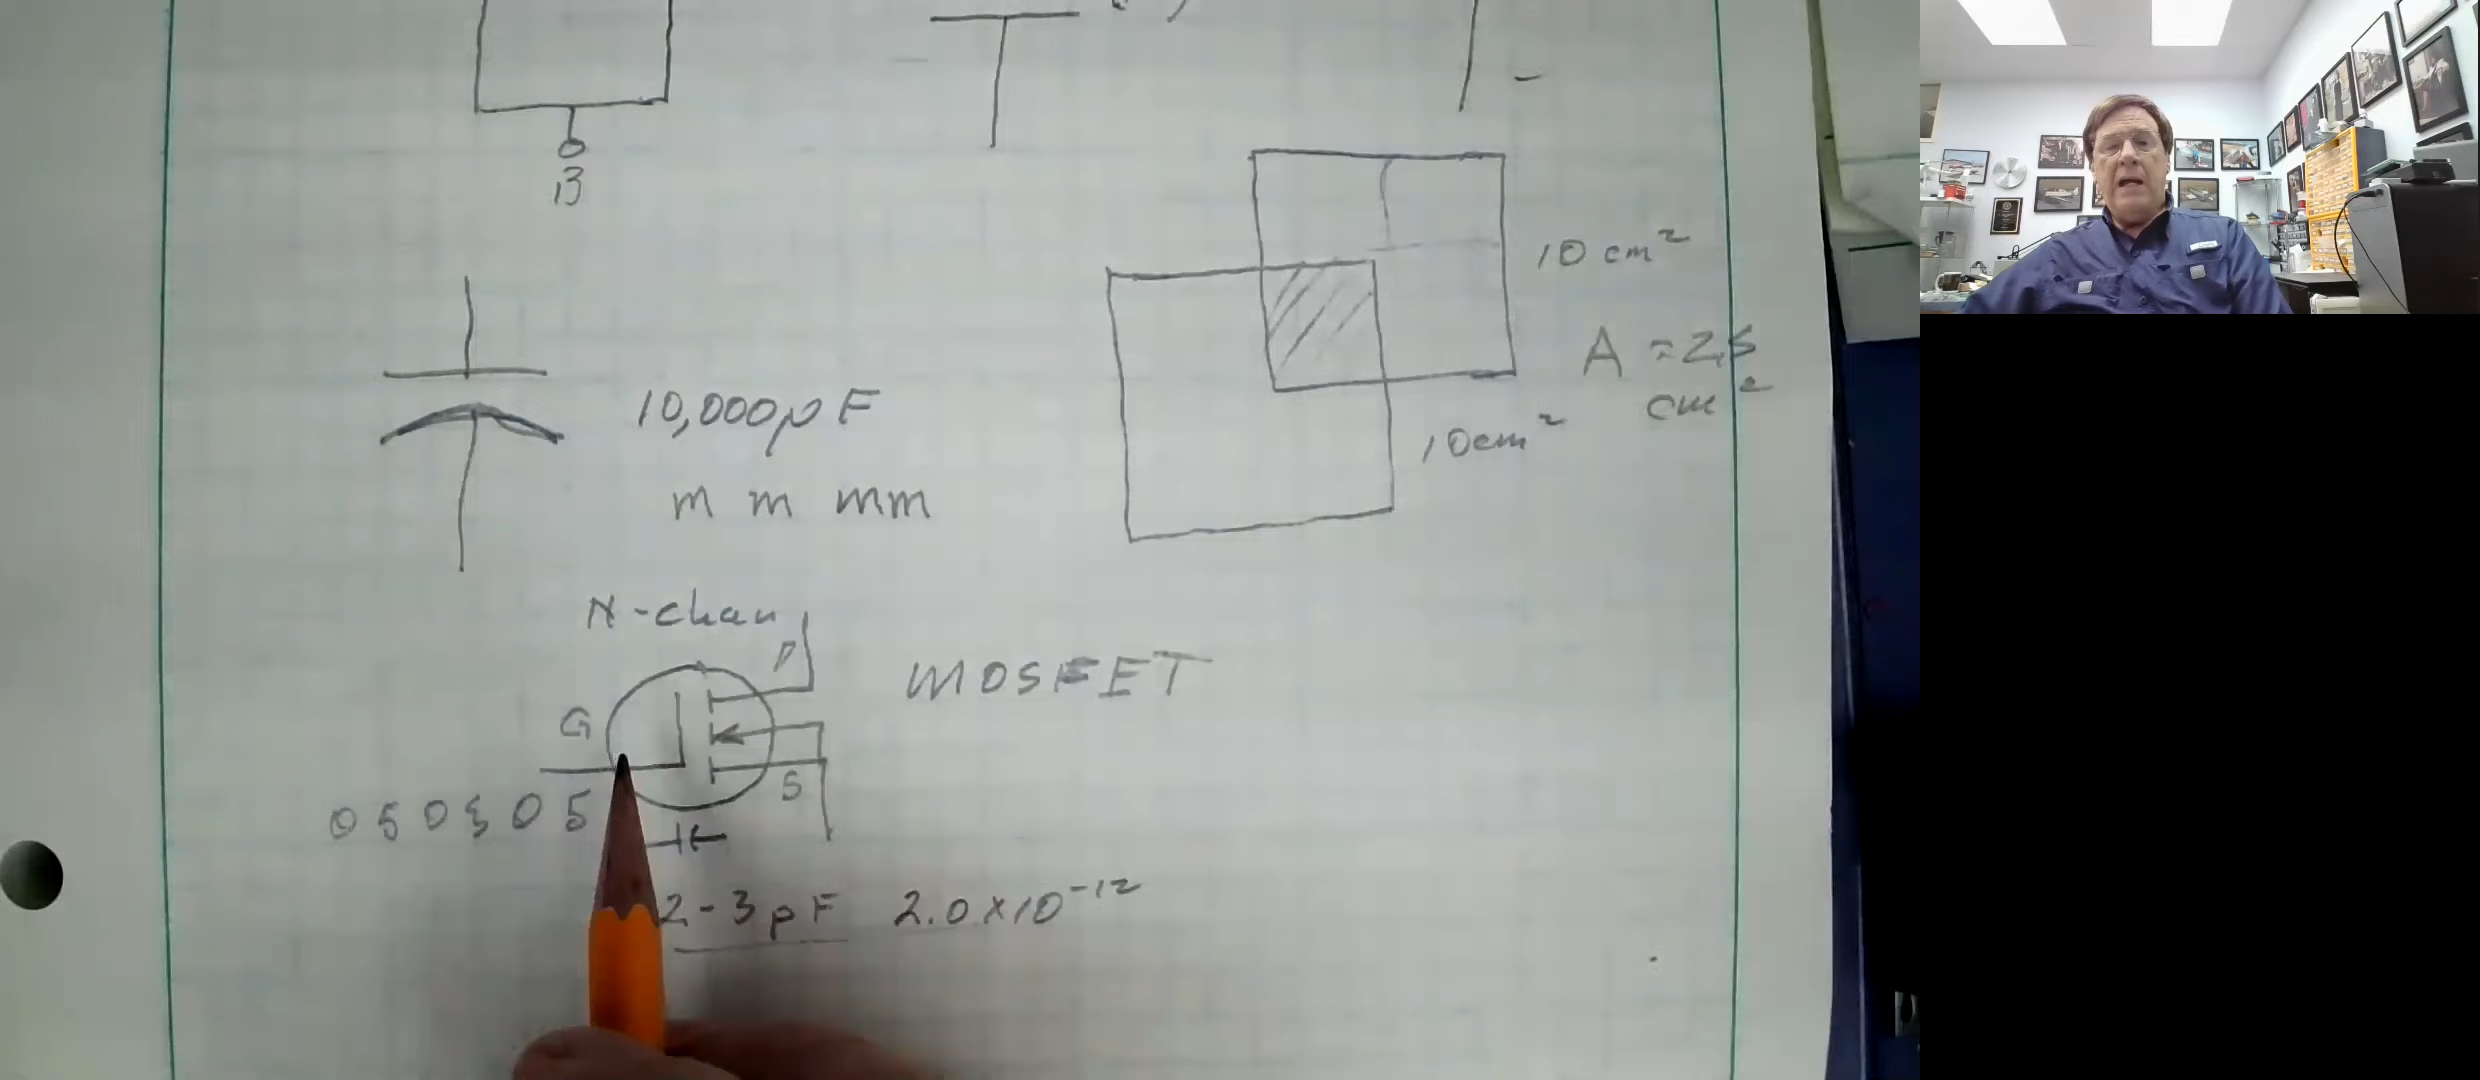 B
10 cm²
A = 2.5
cm²
10,000pF
10cm²
m m mm
N-chan
D
MOSFET
G
S
0 5 0 5 0 5
2-3pF 2.0×10⁻¹²